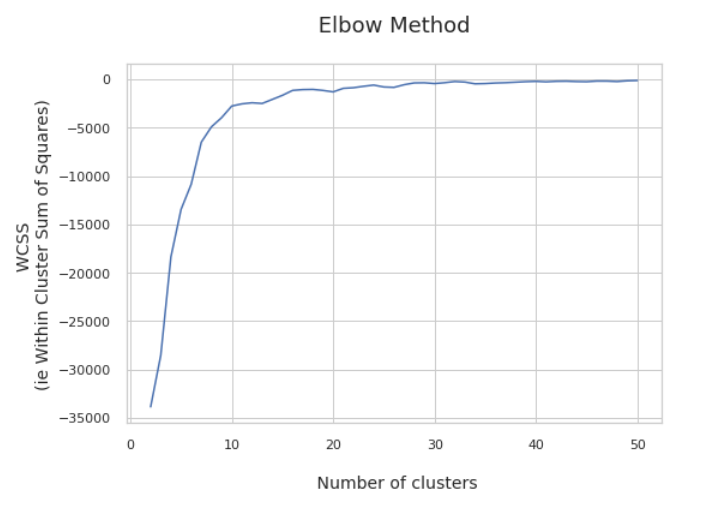 Elbow Method
WCSS
(ie Within Cluster Sum of Squares)
0
−5000
−10000
−15000
−20000
−25000
−30000
−35000
0 10 20 30 40 50
Number of clusters